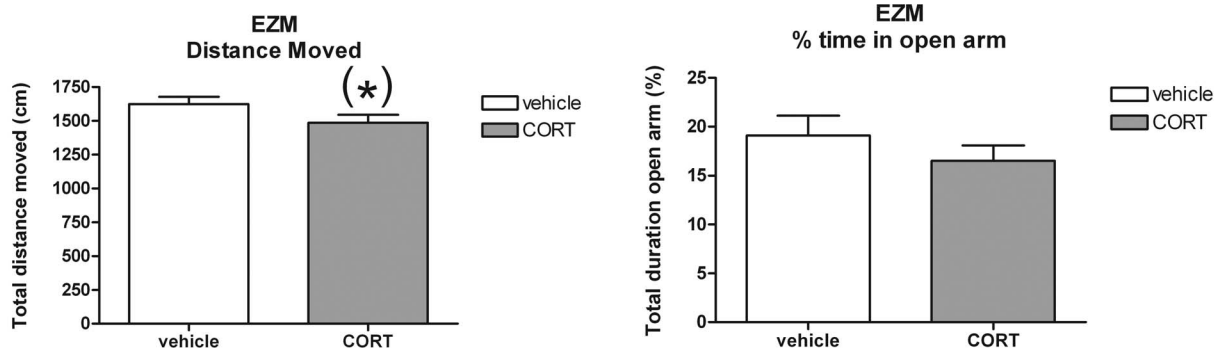 EZM
Distance Moved
Total distance moved (cm)
1750
1500
1250
1000
750
500
250
0
(*)
vehicle
CORT
vehicle
CORT
EZM
% time in open arm
Total duration open arm (%)
25
20
15
10
5
0
vehicle
CORT
vehicle
CORT